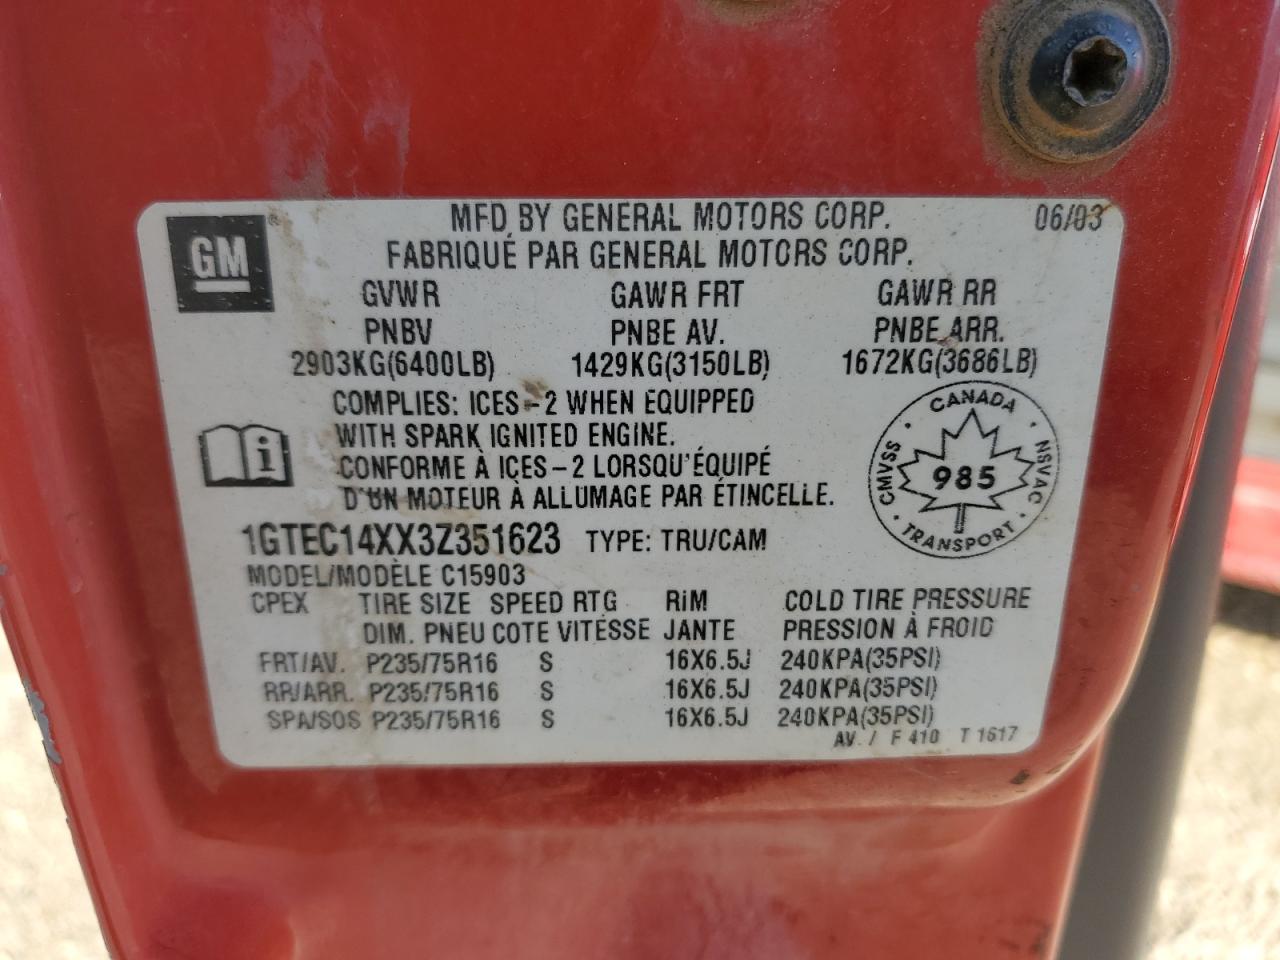 GM
MFD BY GENERAL MOTORS CORP. 06/03
FABRIQUÉ PAR GENERAL MOTORS CORP.
GVWR GAWR FRT GAWR RR
PNBV PNBE AV. PNBE ARR.
2903KG(6400LB) 1429KG(3150LB) 1672KG(3686LB)
COMPLIES: ICES-2 WHEN EQUIPPED
WITH SPARK IGNITED ENGINE.
CONFORME À ICES-2 LORSQU'ÉQUIPÉ
D'UN MOTEUR À ALLUMAGE PAR ÉTINCELLE.
CANADA
CMVSS · NSVAC
985
TRANSPORT
1GTEC14XX3Z351623 TYPE: TRU/CAM
MODEL/MODÈLE C15903
CPEX TIRE SIZE SPEED RTG RIM COLD TIRE PRESSURE
DIM. PNEU COTE VITESSE JANTE PRESSION À FROID
FRT/AV. P235/75R16 S 16X6.5J 240KPA(35PSI)
RR/ARR. P235/75R16 S 16X6.5J 240KPA(35PSI)
SPA/SOS P235/75R16 S 16X6.5J 240KPA(35PSI)
AV. / F 410 T 1617